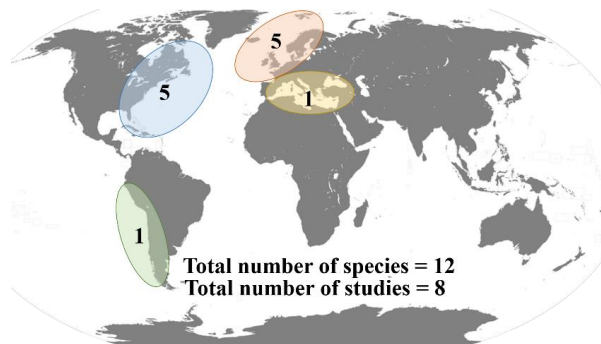 5
5
1
1
Total number of species = 12
Total number of studies = 8